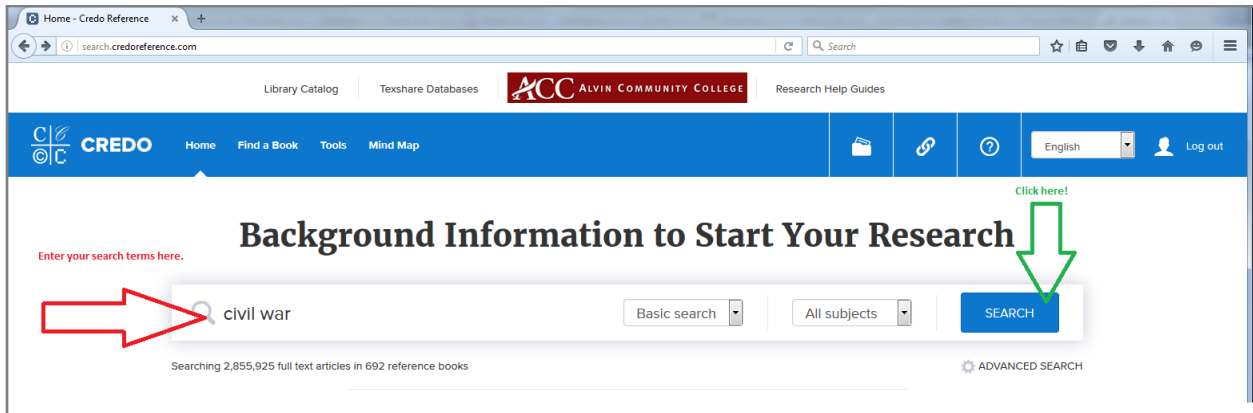 Home - Credo Reference
search.credoreference.com
Search
Library Catalog Texshare Databases ACC ALVIN COMMUNITY COLLEGE Research Help Guides
C C © C CREDO Home Find a Book Tools Mind Map English Log out
Click here!
Background Information to Start Your Research
Enter your search terms here.
civil war Basic search All subjects SEARCH
Searching 2,855,925 full text articles in 692 reference books ADVANCED SEARCH